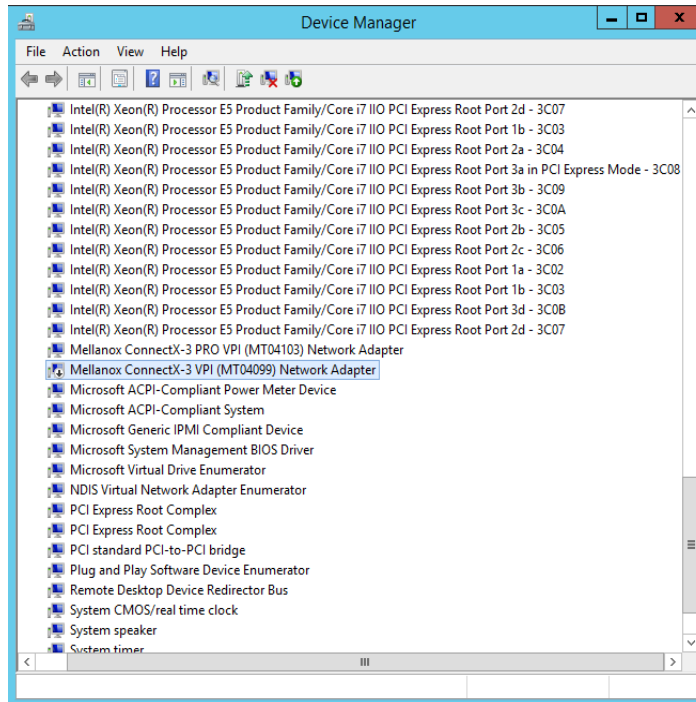 Device Manager
x
File Action View Help
?
Intel(R) Xeon(R) Processor E5 Product Family/Core i7 IIO PCI Express Root Port 2d - 3C07
Intel(R) Xeon(R) Processor E5 Product Family/Core i7 IIO PCI Express Root Port 1b - 3C03
Intel(R) Xeon(R) Processor E5 Product Family/Core i7 IIO PCI Express Root Port 2a - 3C04
Intel(R) Xeon(R) Processor E5 Product Family/Core i7 IIO PCI Express Root Port 3a in PCI Express Mode - 3C08
Intel(R) Xeon(R) Processor E5 Product Family/Core i7 IIO PCI Express Root Port 3b - 3C09
Intel(R) Xeon(R) Processor E5 Product Family/Core i7 IIO PCI Express Root Port 3c - 3C0A
Intel(R) Xeon(R) Processor E5 Product Family/Core i7 IIO PCI Express Root Port 2b - 3C05
Intel(R) Xeon(R) Processor E5 Product Family/Core i7 IIO PCI Express Root Port 2c - 3C06
Intel(R) Xeon(R) Processor E5 Product Family/Core i7 IIO PCI Express Root Port 1a - 3C02
Intel(R) Xeon(R) Processor E5 Product Family/Core i7 IIO PCI Express Root Port 1b - 3C03
Intel(R) Xeon(R) Processor E5 Product Family/Core i7 IIO PCI Express Root Port 3d - 3C0B
Intel(R) Xeon(R) Processor E5 Product Family/Core i7 IIO PCI Express Root Port 2d - 3C07
Mellanox ConnectX-3 PRO VPI (MT04103) Network Adapter
Mellanox ConnectX-3 VPI (MT04099) Network Adapter
Microsoft ACPI-Compliant Power Meter Device
Microsoft ACPI-Compliant System
Microsoft Generic IPMI Compliant Device
Microsoft System Management BIOS Driver
Microsoft Virtual Drive Enumerator
NDIS Virtual Network Adapter Enumerator
PCI Express Root Complex
PCI Express Root Complex
PCI standard PCI-to-PCI bridge
Plug and Play Software Device Enumerator
Remote Desktop Device Redirector Bus
System CMOS/real time clock
System speaker
System timer